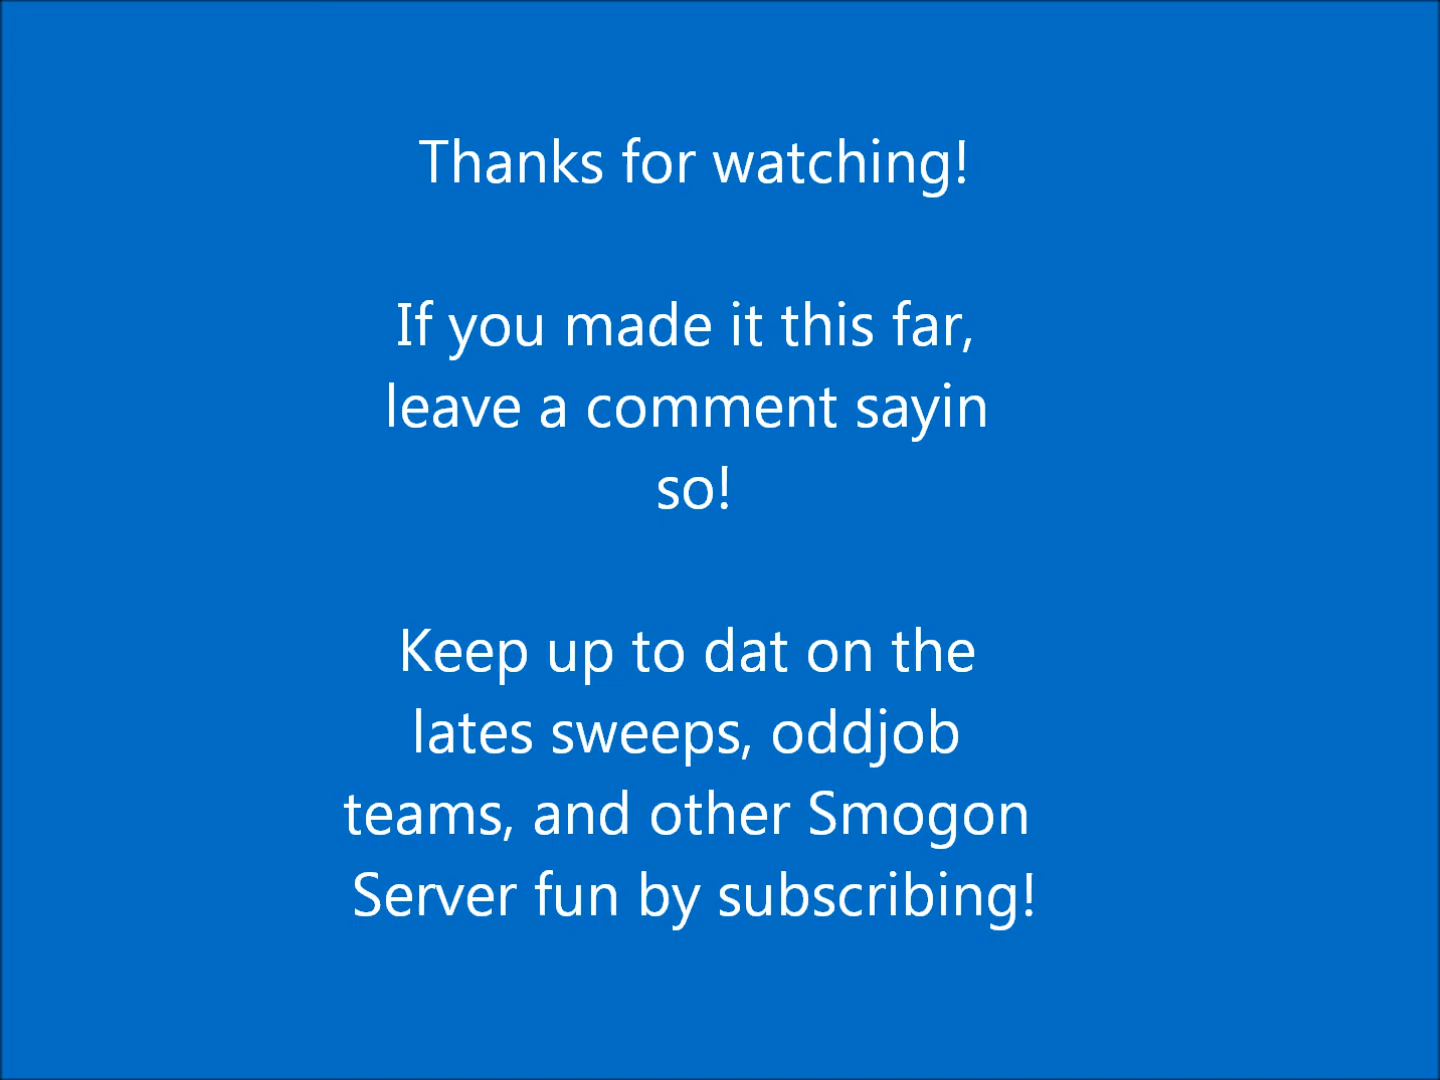 Thanks for watching!
If you made it this far,
leave a comment sayin
so!
Keep up to dat on the
lates sweeps, oddjob
teams, and other Smogon
Server fun by subscribing!